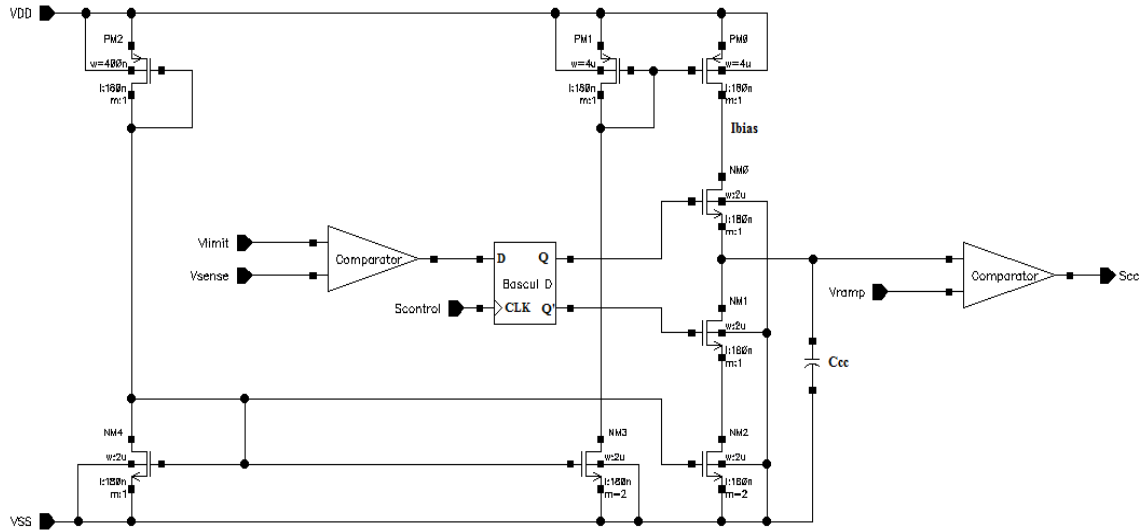 VDD
PM2
w=400n
l:180n
m:1
PM1
w=4u
l:180n
m:1
PM0
w=4u
l:180n
m:1
Ibias
NM0
w:2u
l:180n
m:1
Vlimit
Vsense
Comparator
D
Q
Bascul D
CLK
Q'
Scontrol
NM1
w:2u
l:180n
m:1
Vramp
Comparator
Scc
Ccc
NM4
w:2u
l:180n
m:1
NM3
w:2u
l:180n
m=2
NM2
w:2u
l:180n
m=2
VSS